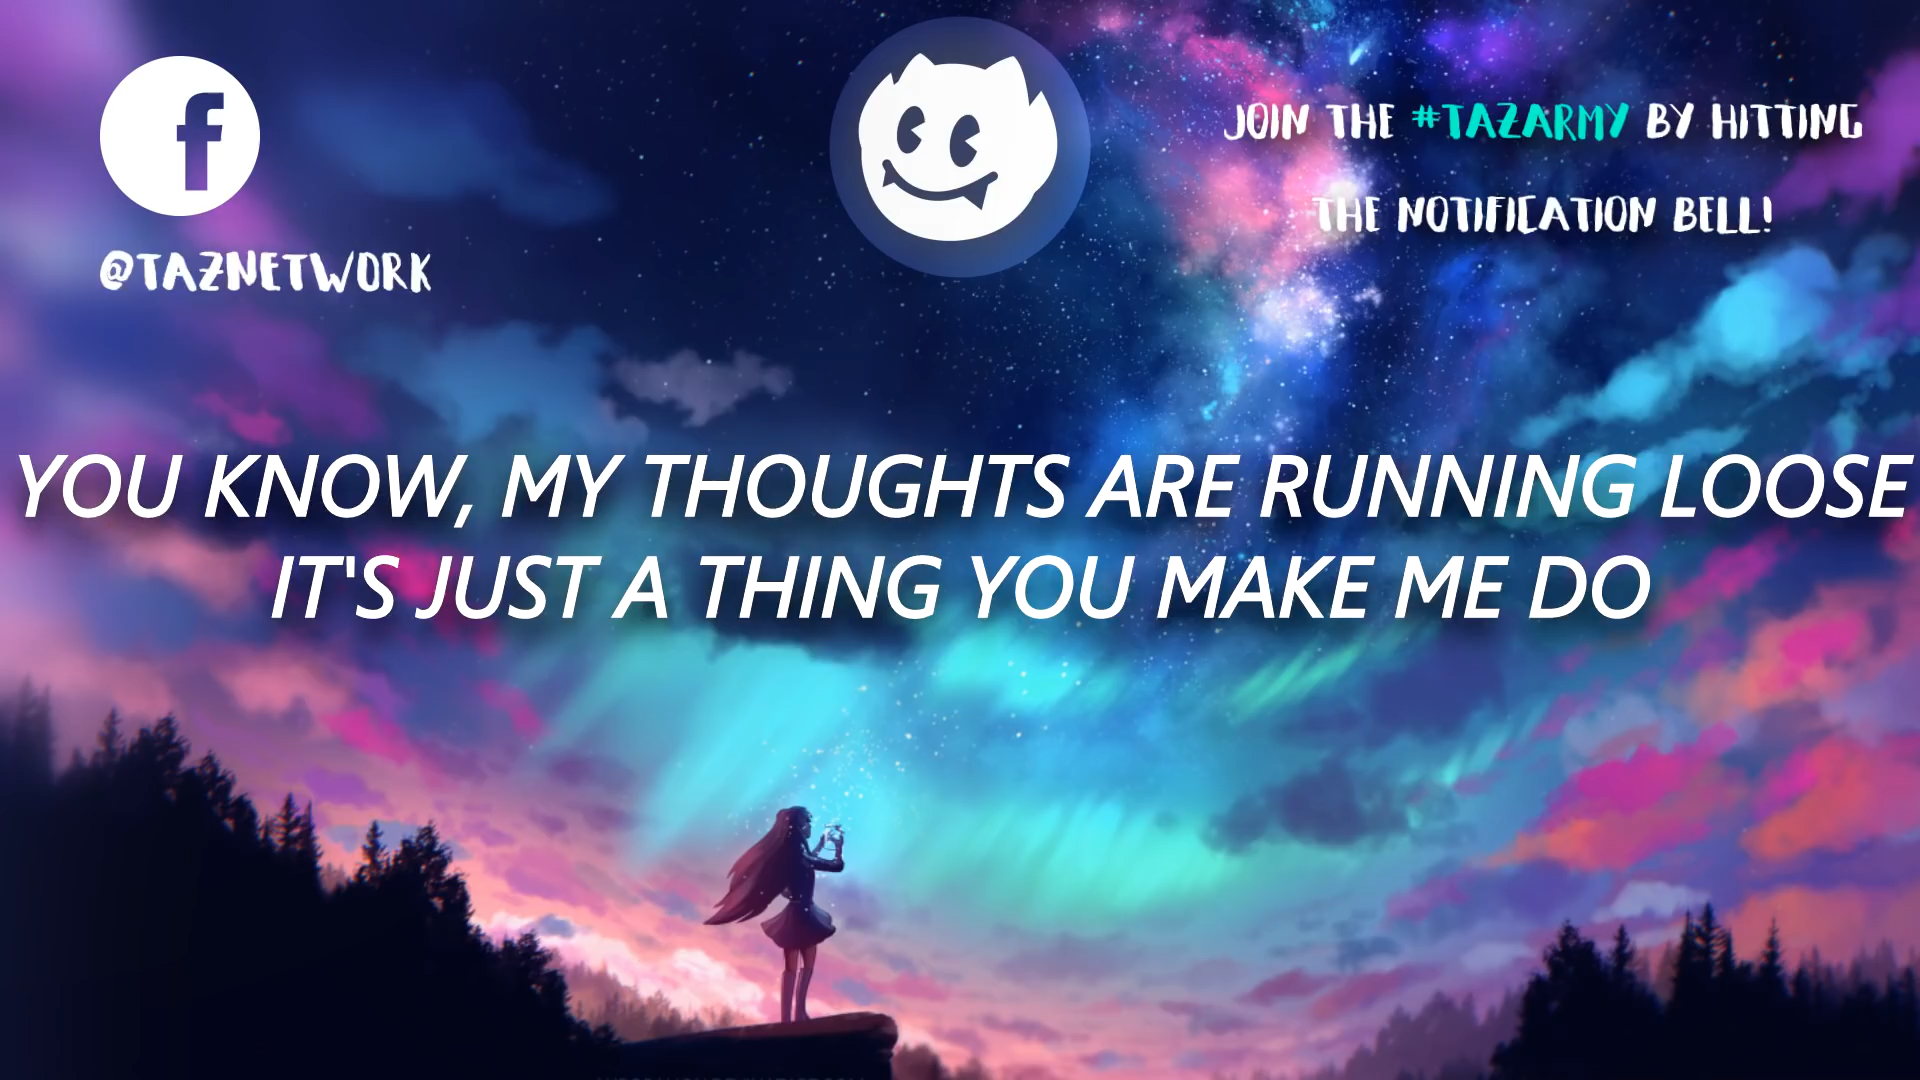 f
@TAZNETWORK
JOIN THE #TAZARMY BY HITTING
THE NOTIFICATION BELL!
YOU KNOW, MY THOUGHTS ARE RUNNING LOOSE
IT'S JUST A THING YOU MAKE ME DO